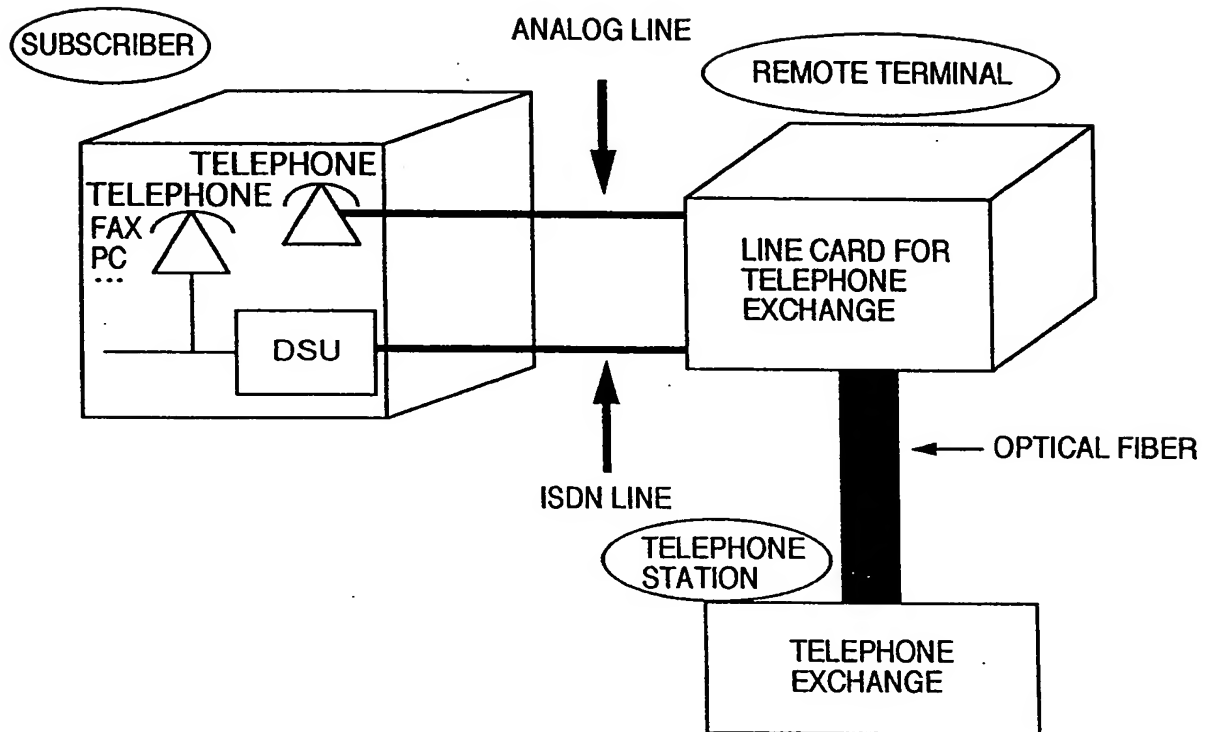 SUBSCRIBER
ANALOG LINE
REMOTE TERMINAL
TELEPHONE
TELEPHONE
FAX
PC
...
DSU
LINE CARD FOR
TELEPHONE
EXCHANGE
ISDN LINE
OPTICAL FIBER
TELEPHONE
STATION
TELEPHONE
EXCHANGE